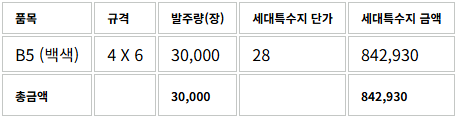 품목 규격 발주량(장) 세대특수지 단가 세대특수지 금액
B5 (백색) 4 X 6 30,000 28 842,930
총금액 30,000 842,930